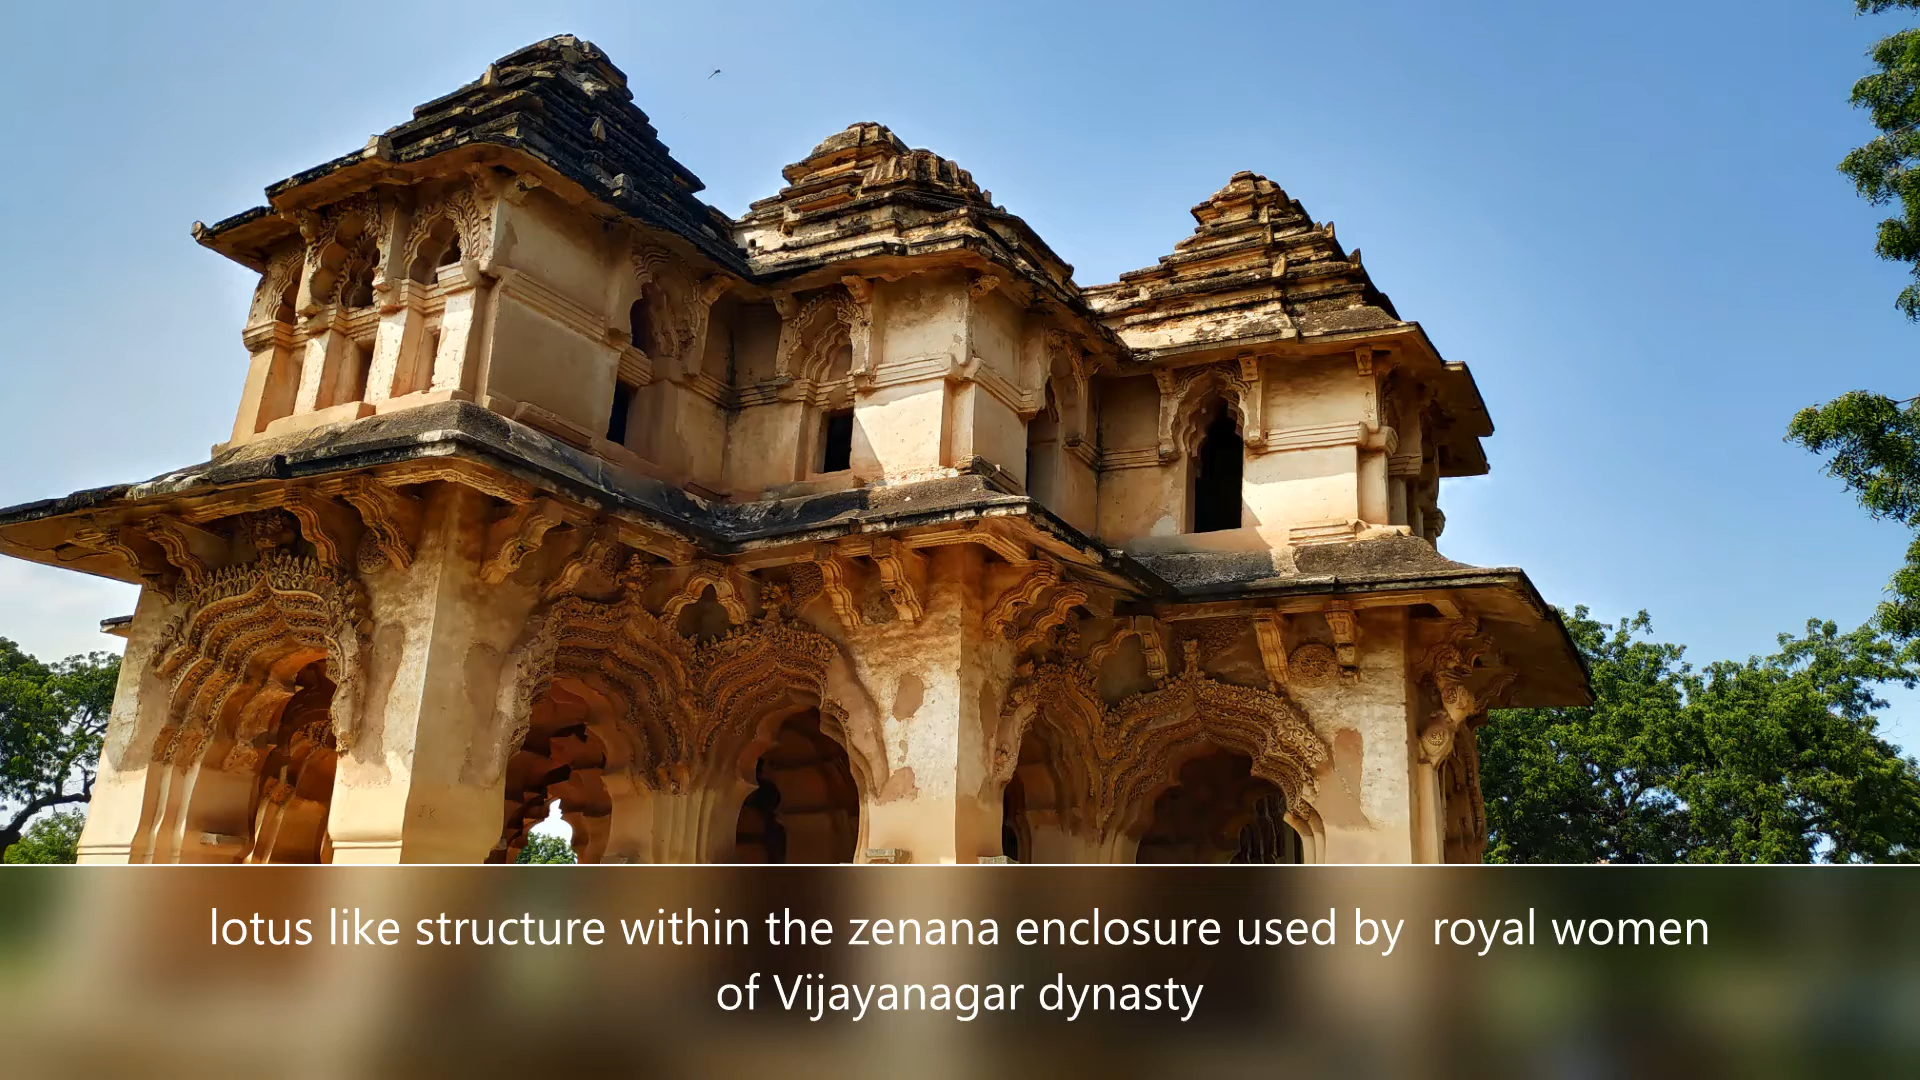 lotus like structure within the zenana enclosure used by  royal women
of Vijayanagar dynasty